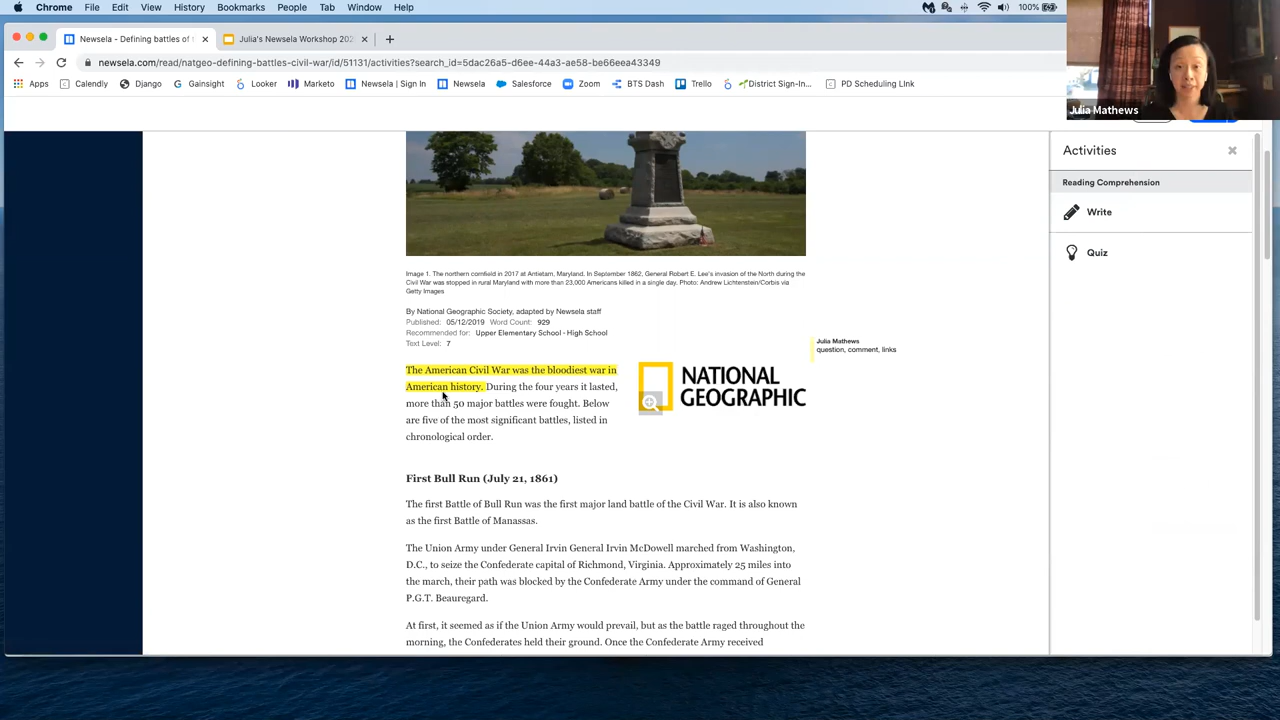 Chrome File Edit View History Bookmarks People Tab Window Help 100%
Newsela - Defining battles of t Julia's Newsela Workshop 202
newsela.com/read/natgeo-defining-battles-civil-war/id/51131/activities?search_id=5dac26a5-d6ee-44a3-ae58-be66eea43349
Apps Calendly Django Gainsight Looker Marketo Newsela | Sign In Newsela Salesforce Zoom BTS Dash Trello District Sign-In... PD Scheduling LInk
Julia Mathews
Activities
Reading Comprehension
Write
Quiz
Image 1. The northern cornfield in 2017 at Antietam, Maryland. In September 1862, General Robert E. Lee's invasion of the North during the
Civil War was stopped in rural Maryland with more than 23,000 Americans killed in a single day. Photo: Andrew Lichtenstein/Corbis via
Getty Images
By National Geographic Society, adapted by Newsela staff
Published: 05/12/2019 Word Count: 929
Recommended for: Upper Elementary School - High School
Text Level: 7
Julia Mathews
question, comment, links
The American Civil War was the bloodiest war in
American history. During the four years it lasted,
more than 50 major battles were fought. Below
are five of the most significant battles, listed in
chronological order.
NATIONAL
GEOGRAPHIC
First Bull Run (July 21, 1861)
The first Battle of Bull Run was the first major land battle of the Civil War. It is also known
as the first Battle of Manassas.
The Union Army under General Irvin General Irvin McDowell marched from Washington,
D.C., to seize the Confederate capital of Richmond, Virginia. Approximately 25 miles into
the march, their path was blocked by the Confederate Army under the command of General
P.G.T. Beauregard.
At first, it seemed as if the Union Army would prevail, but as the battle raged throughout the
morning, the Confederates held their ground. Once the Confederate Army received